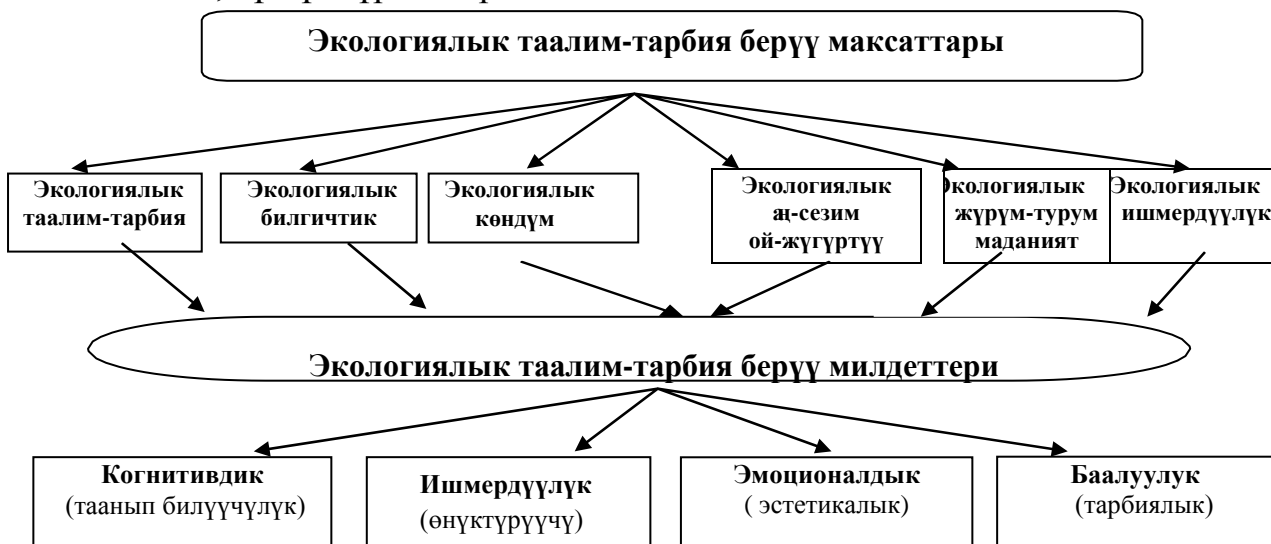 Экологиялык таалим-тарбия берүү максаттары
Экологиялык
таалим-тарбия
Экологиялык
билгичтик
Экологиялык
көндүм
Экологиялык
аң-сезим
ой-жүгүртүү
Экологиялык
жүрүм-турум
маданият
Экологиялык
ишмердүүлүк
Экологиялык таалим-тарбия берүү милдеттери
Когнитивдик
(таанып билүүчүлүк)
Ишмердүүлүк
(өнүктүрүүчү)
Эмоционалдык
( эстетикалык)
Баалуулук
(тарбиялык)